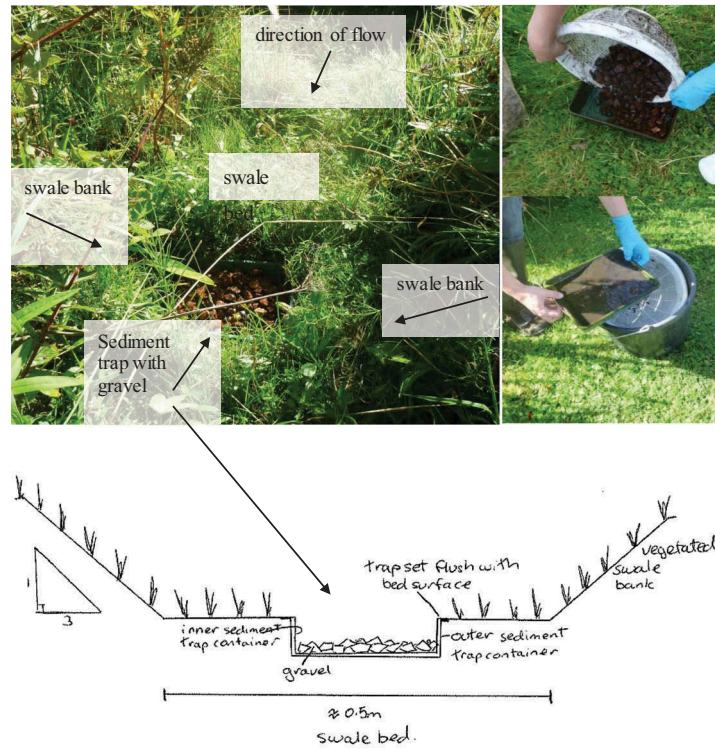 direction of flow
swale bank
swale
bed
swale bank
Sediment
trap with
gravel
trap set flush with
bed surface
vegetated
swale
bank
1
3
inner sediment
trap container
gravel
outer sediment
trap container
≈ 0.5m
swale bed.